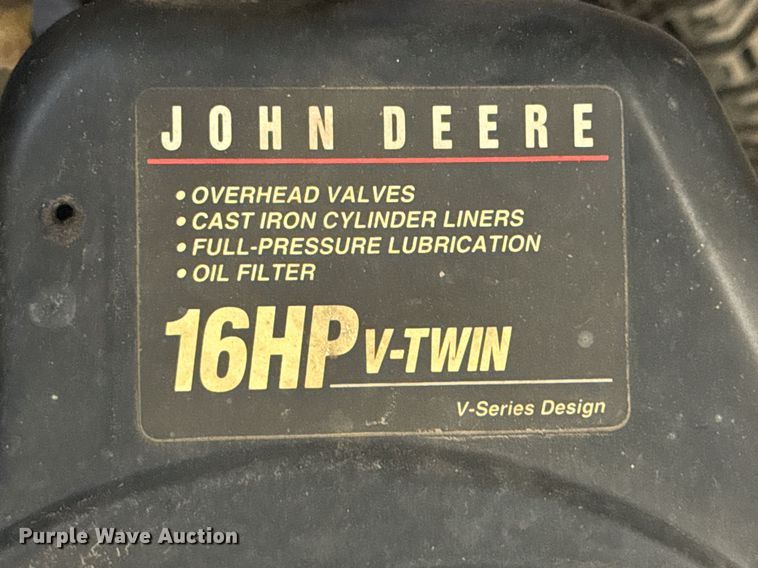 JOHN DEERE
• OVERHEAD VALVES
• CAST IRON CYLINDER LINERS
• FULL-PRESSURE LUBRICATION
• OIL FILTER
16HP V-TWIN
V-Series Design
Purple Wave Auction®